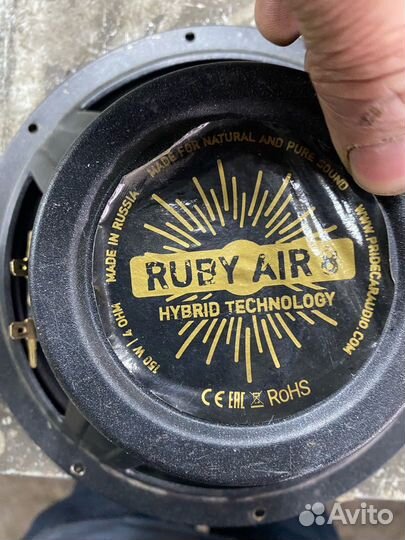 MADE FOR NATURAL AND PURE SOUND
MADE IN RUSSIA
RUBY AIR 8
HYBRID TECHNOLOGY
150 W / 4 OHM
WWW.PRIDECARAUDIO.COM
CE EAC RoHS
Avito